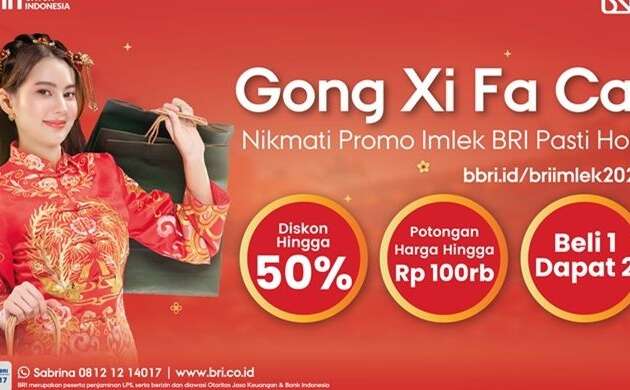 INDONESIA
Gong Xi Fa Ca
Nikmati Promo Imlek BRI Pasti Ho
bbri.id/briimlek202
Diskon
Hingga
50%
Potongan
Harga Hingga
Rp 100rb
Beli 1
Dapat 2
Sabrina 0812 12 14017 | www.bri.co.id
BRI merupakan peserta penjaminan LPS, serta berizin dan diawasi Otoritas Jasa Keuangan & Bank Indonesia